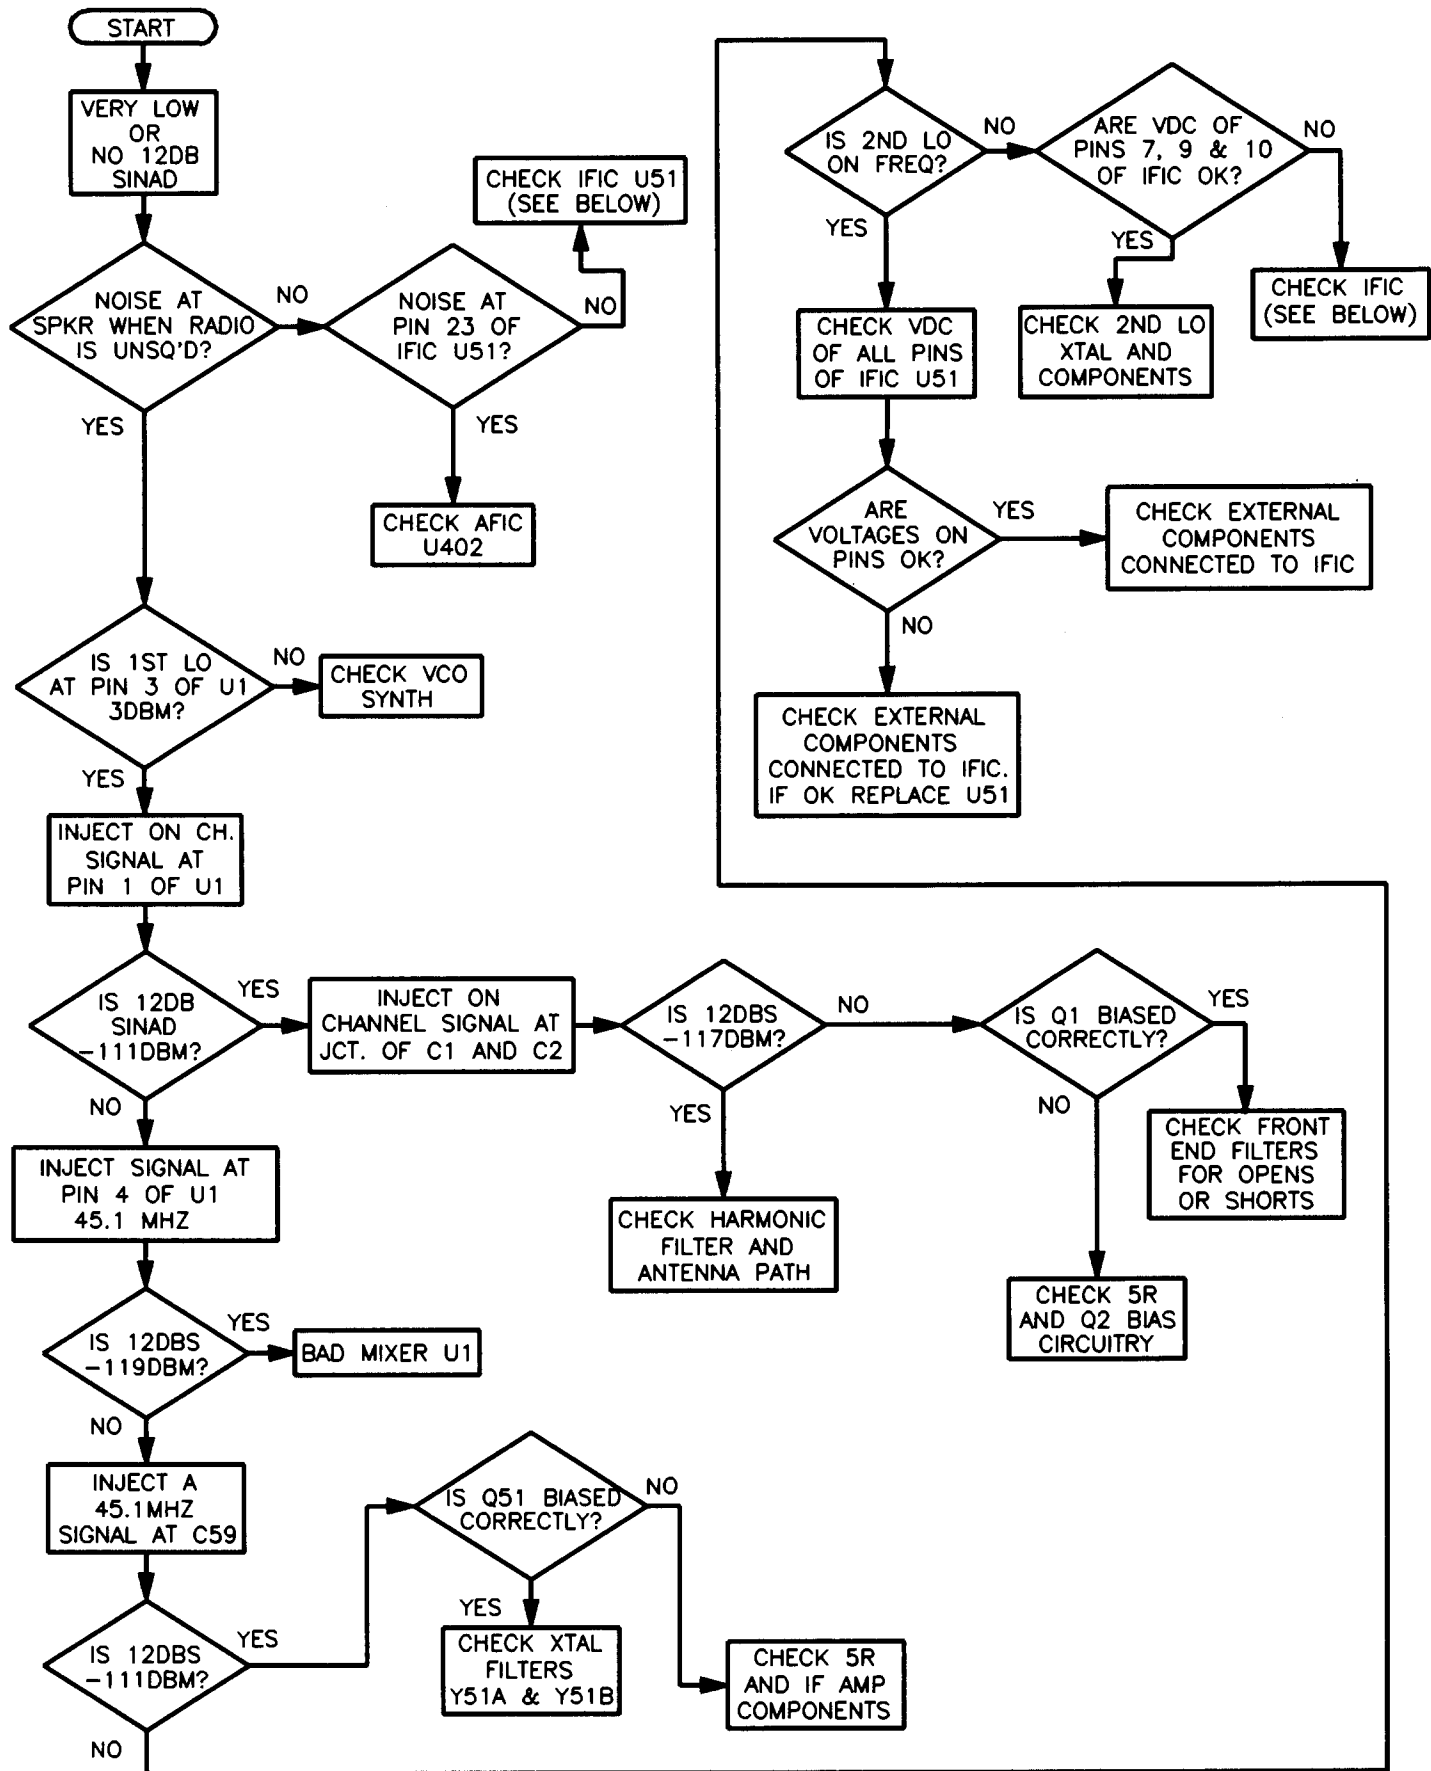 START
VERY LOW
OR
NO 12DB
SINAD
NOISE AT
SPKR WHEN RADIO
IS UNSQ'D?
NO
YES
NOISE AT
PIN 23 OF
IFIC U51?
NO
YES
CHECK IFIC U51
(SEE BELOW)
CHECK AFIC
U402
IS 1ST LO
AT PIN 3 OF U1
3DBM?
NO
YES
CHECK VCO
SYNTH
INJECT ON CH.
SIGNAL AT
PIN 1 OF U1
IS 12DB
SINAD
-111DBM?
YES
NO
INJECT ON
CHANNEL SIGNAL AT
JCT. OF C1 AND C2
IS 12DBS
-117DBM?
NO
YES
IS Q1 BIASED
CORRECTLY?
YES
NO
CHECK FRONT
END FILTERS
FOR OPENS
OR SHORTS
CHECK HARMONIC
FILTER AND
ANTENNA PATH
CHECK 5R
AND Q2 BIAS
CIRCUITRY
INJECT SIGNAL AT
PIN 4 OF U1
45.1 MHZ
IS 12DBS
-119DBM?
YES
NO
BAD MIXER U1
INJECT A
45.1MHZ
SIGNAL AT C59
IS 12DBS
-111DBM?
YES
NO
IS Q51 BIASED
CORRECTLY?
NO
YES
CHECK XTAL
FILTERS
Y51A & Y51B
CHECK 5R
AND IF AMP
COMPONENTS
IS 2ND LO
ON FREQ?
NO
YES
ARE VDC OF
PINS 7, 9 & 10
OF IFIC OK?
NO
YES
CHECK IFIC
(SEE BELOW)
CHECK 2ND LO
XTAL AND
COMPONENTS
CHECK VDC
OF ALL PINS
OF IFIC U51
ARE
VOLTAGES ON
PINS OK?
YES
NO
CHECK EXTERNAL
COMPONENTS
CONNECTED TO IFIC
CHECK EXTERNAL
COMPONENTS
CONNECTED TO IFIC.
IF OK REPLACE U51